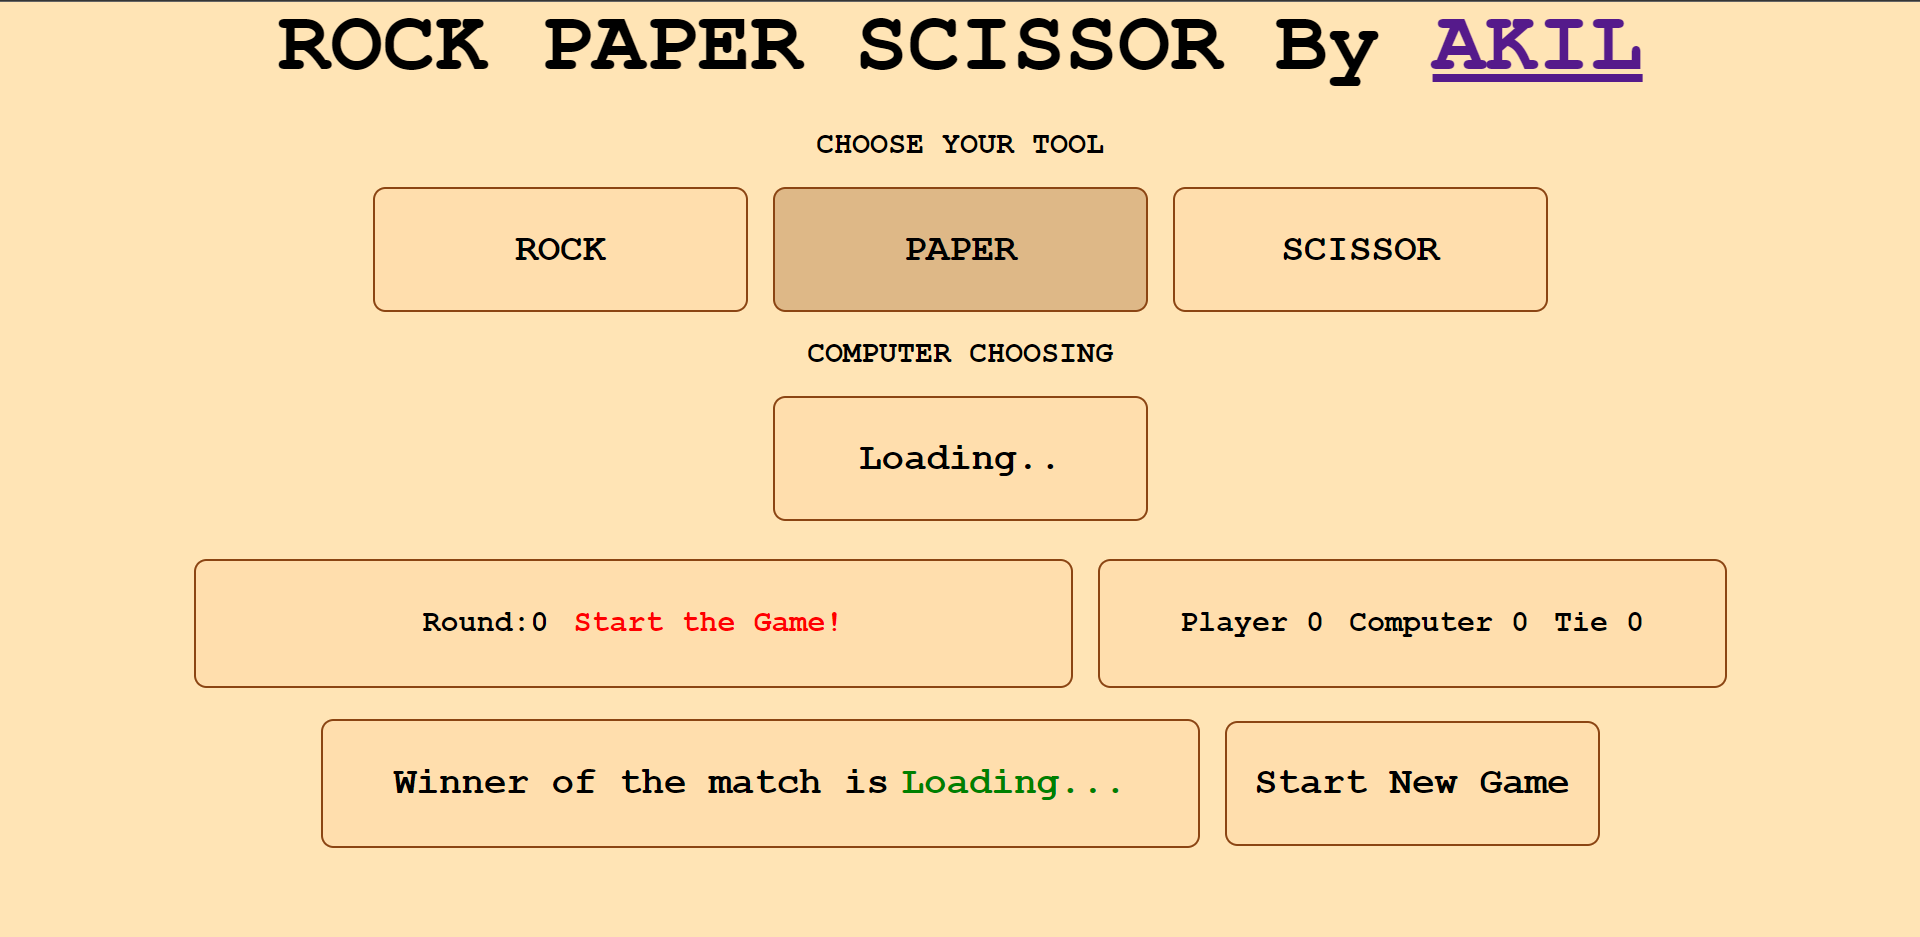 ROCK PAPER SCISSOR By AKIL
CHOOSE YOUR TOOL
ROCK PAPER SCISSOR
COMPUTER CHOOSING
Loading..
Round:0 Start the Game! Player 0 Computer 0 Tie 0
Winner of the match is Loading... Start New Game